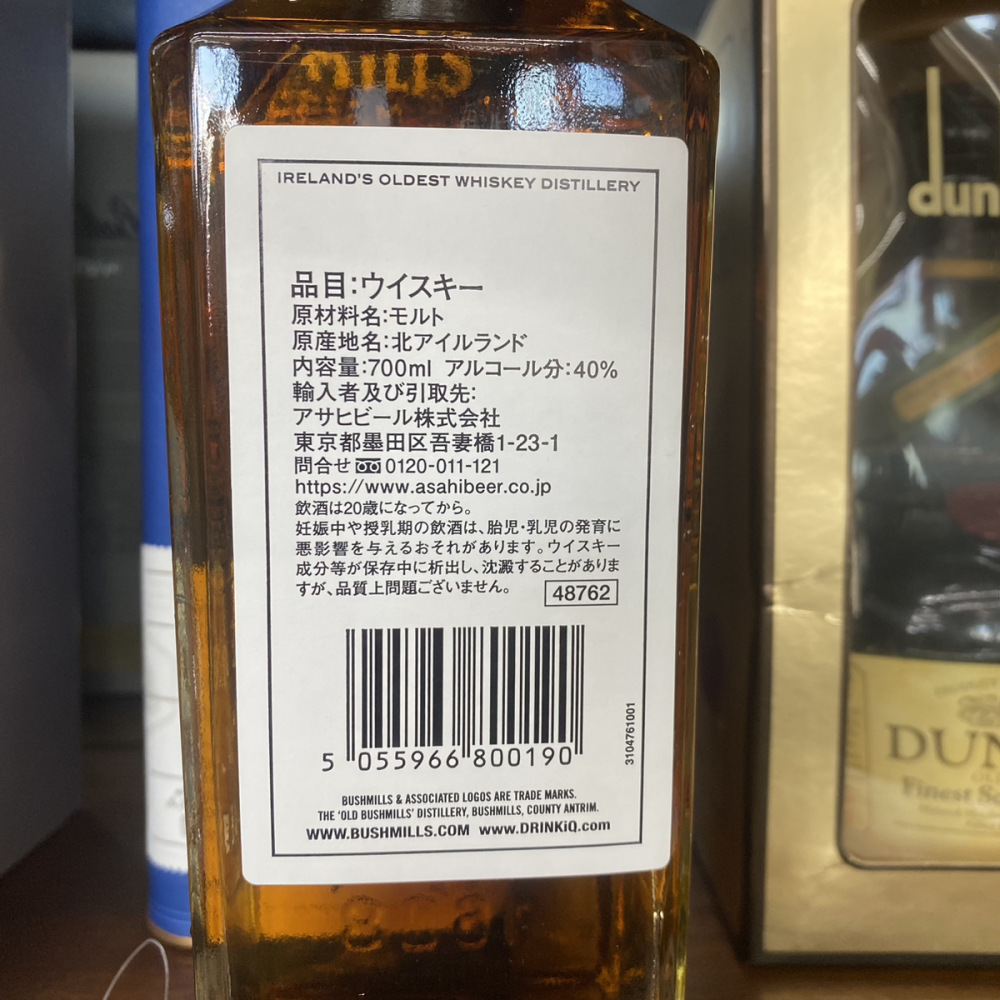 MILLS
IRELAND'S OLDEST WHISKEY DISTILLERY
品目:ウイスキー
原材料名:モルト
原産地名:北アイルランド
内容量:700ml アルコール分:40%
輸入者及び引取先:
アサヒビール株式会社
東京都墨田区吾妻橋1-23-1
問合せ 0120-011-121
https://www.asahibeer.co.jp
飲酒は20歳になってから。
妊娠中や授乳期の飲酒は、胎児・乳児の発育に
悪影響を与えるおそれがあります。ウイスキー
成分等が保存中に析出し、沈澱することがありま
すが、品質上問題ございません。
48762
5 055966 800190
3104761001
BUSHMILLS & ASSOCIATED LOGOS ARE TRADE MARKS.
THE 'OLD BUSHMILLS' DISTILLERY, BUSHMILLS, COUNTY ANTRIM.
WWW.BUSHMILLS.COM www.DRINKiQ.com
dun
DUN
Finest